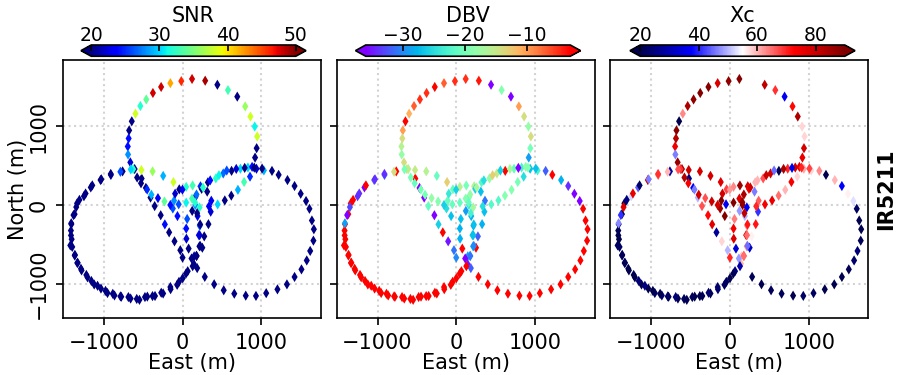 SNR DBV Xc
20 30 40 50 −30 −20 −10 20 40 60 80
North (m)
1000
0
−1000
IR5211
−1000 0 1000 −1000 0 1000 −1000 0 1000
East (m) East (m) East (m)